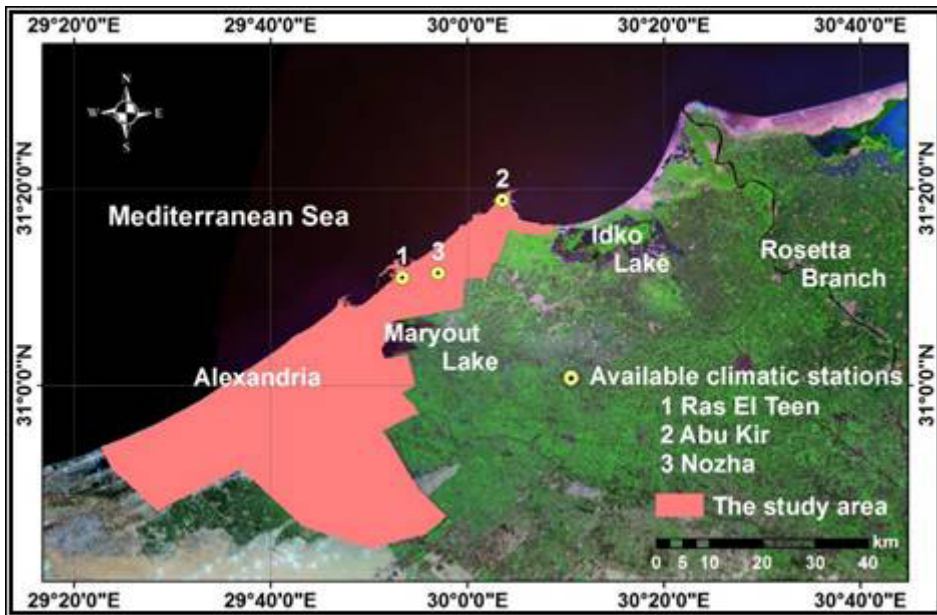 29°20'0"E 29°40'0"E 30°0'0"E 30°20'0"E 30°40'0"E
N
W E
S
31°20'0"N 31°20'0"N
2
Mediterranean Sea
1 3
Idko
Lake
Rosetta
Branch
Maryout
Lake
Alexandria
31°0'0"N 31°0'0"N
Available climatic stations
1 Ras El Teen
2 Abu Kir
3 Nozha
The study area
km
0 5 10 20 30 40
29°20'0"E 29°40'0"E 30°0'0"E 30°20'0"E 30°40'0"E